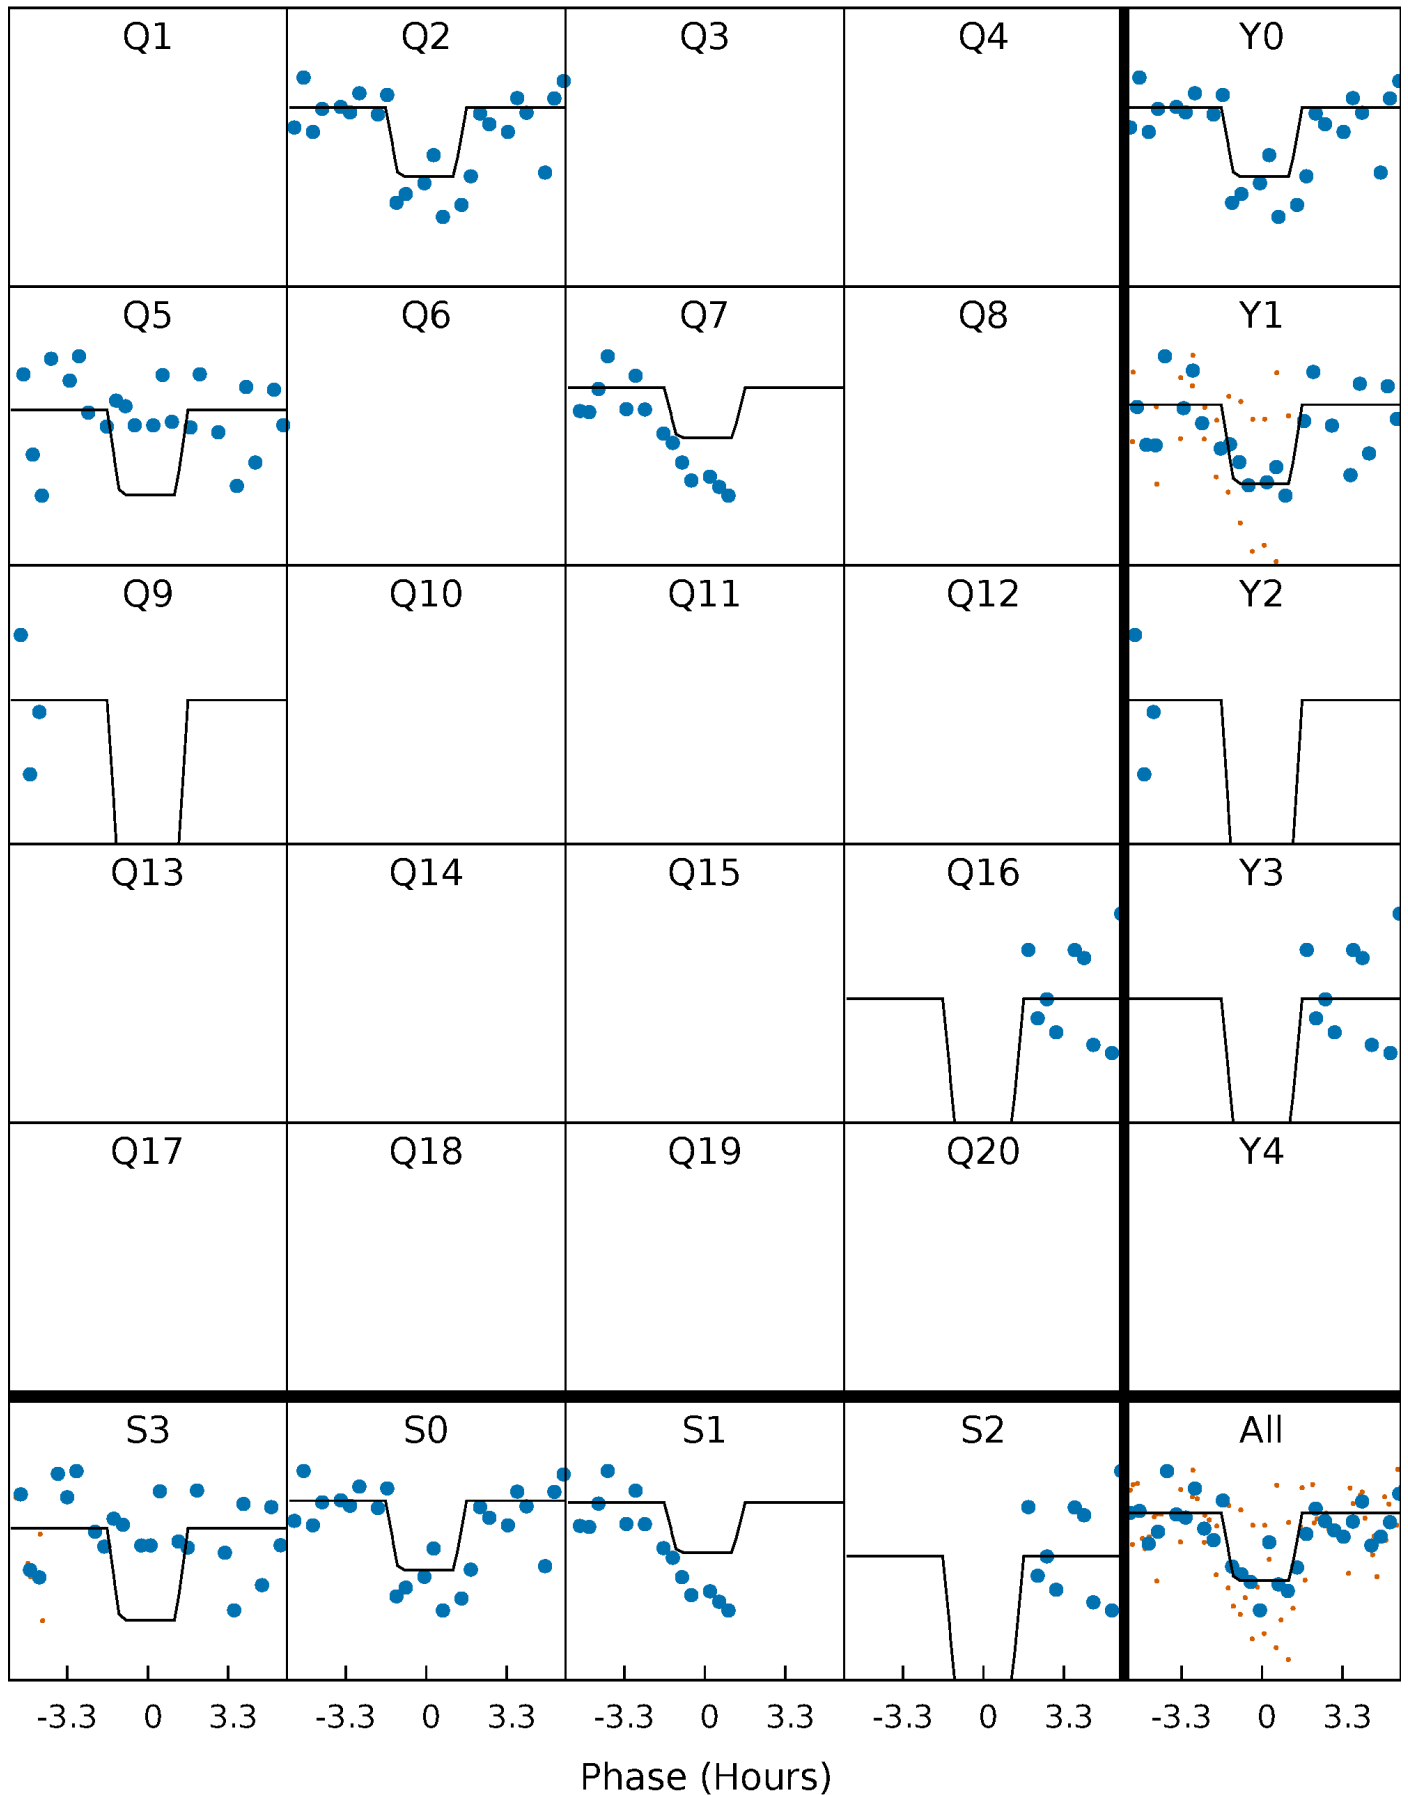 Q1 Q2 Q3 Q4 Y0
Q5 Q6 Q7 Q8 Y1
Q9 Q10 Q11 Q12 Y2
Q13 Q14 Q15 Q16 Y3
Q17 Q18 Q19 Q20 Y4
S3 S0 S1 S2 All
-3.3 0 3.3 -3.3 0 3.3 -3.3 0 3.3 -3.3 0 3.3 -3.3 0 3.3
Phase (Hours)